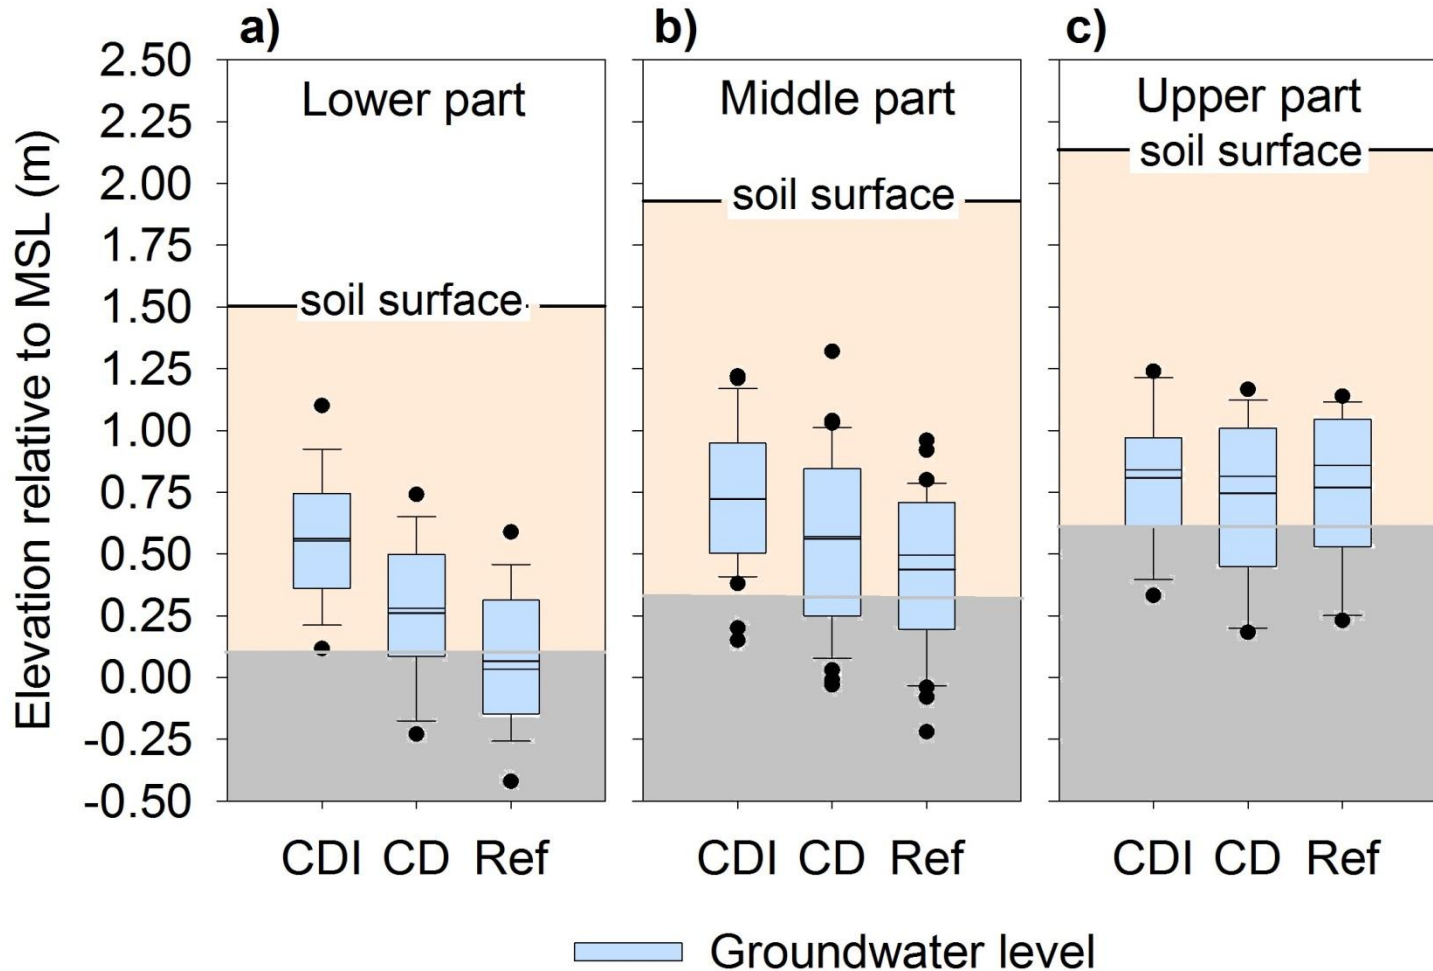 a)
b)
c)
Elevation relative to MSL (m)
2.50
2.25
2.00
1.75
1.50
1.25
1.00
0.75
0.50
0.25
0.00
-0.25
-0.50
Lower part
soil surface
Middle part
soil surface
Upper part
soil surface
CDI CD Ref
CDI CD Ref
CDI CD Ref
Groundwater level